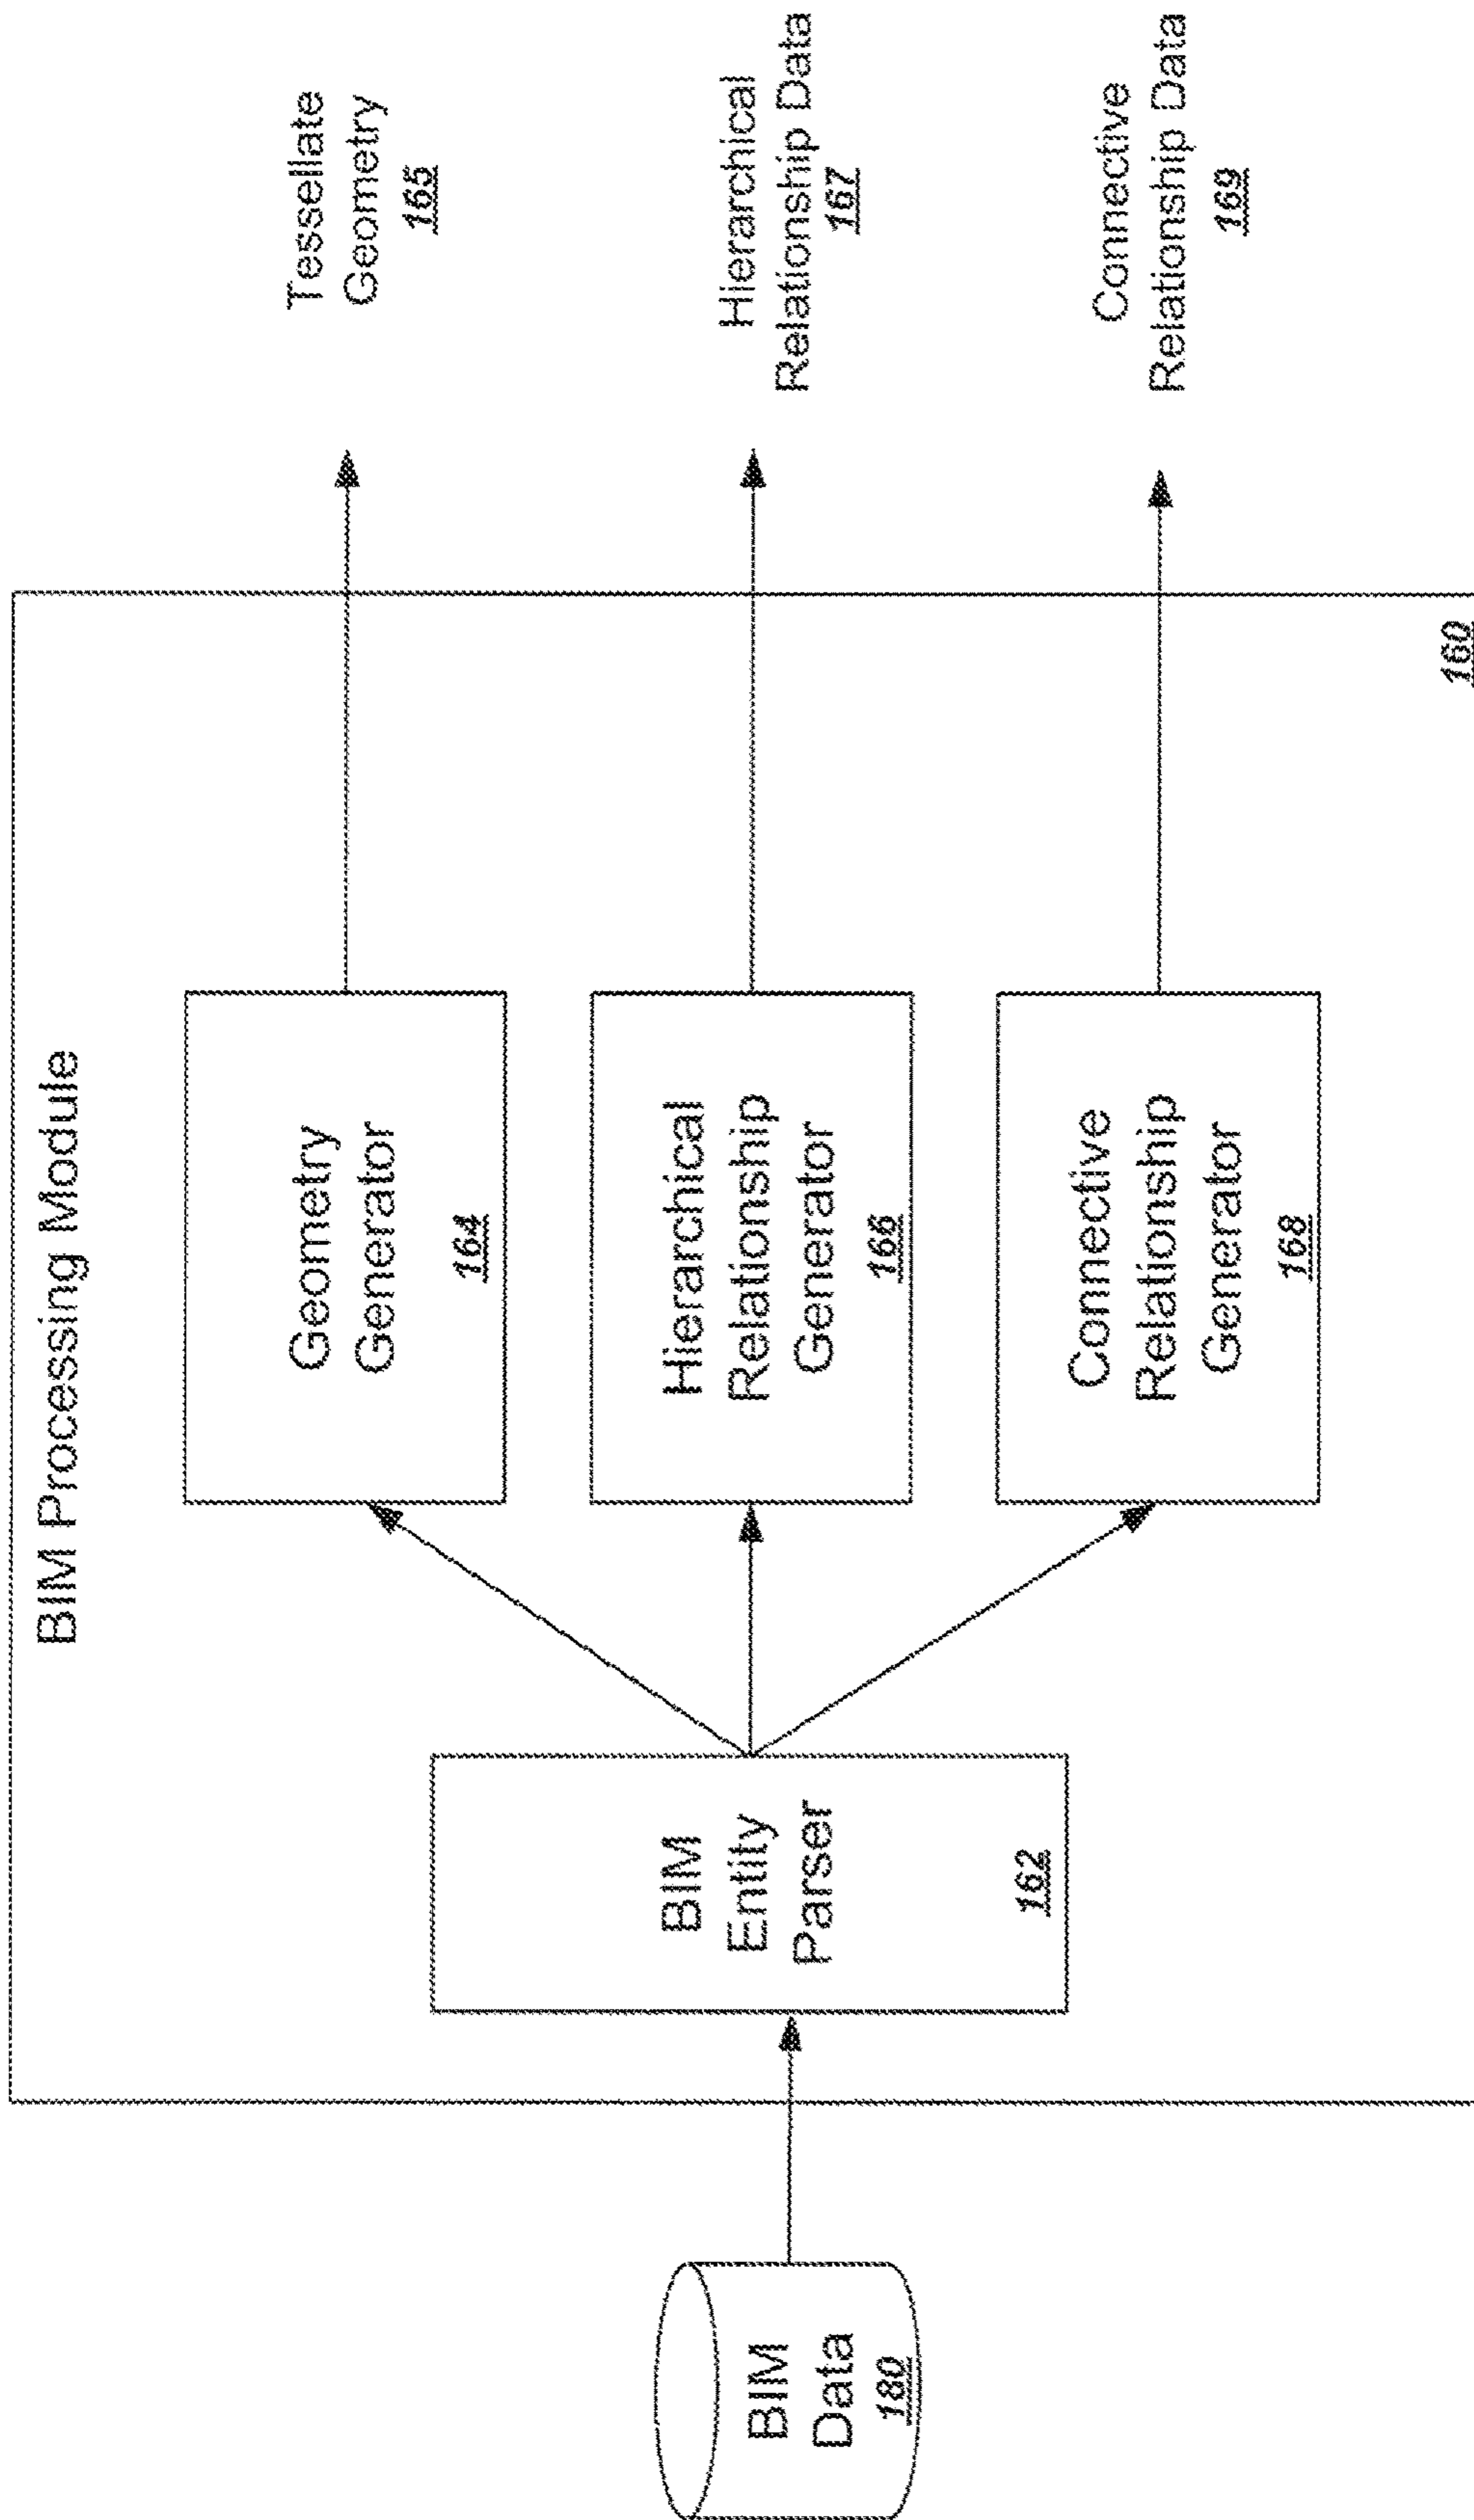 BIM Processing Module
BIM
Data
180
BIM
Entity
Parser
162
Geometry
Generator
164
Hierarchical
Relationship
Generator
166
Connective
Relationship
Generator
168
Tessellate
Geometry
165
Hierarchical
Relationship Data
167
Connective
Relationship Data
169
160